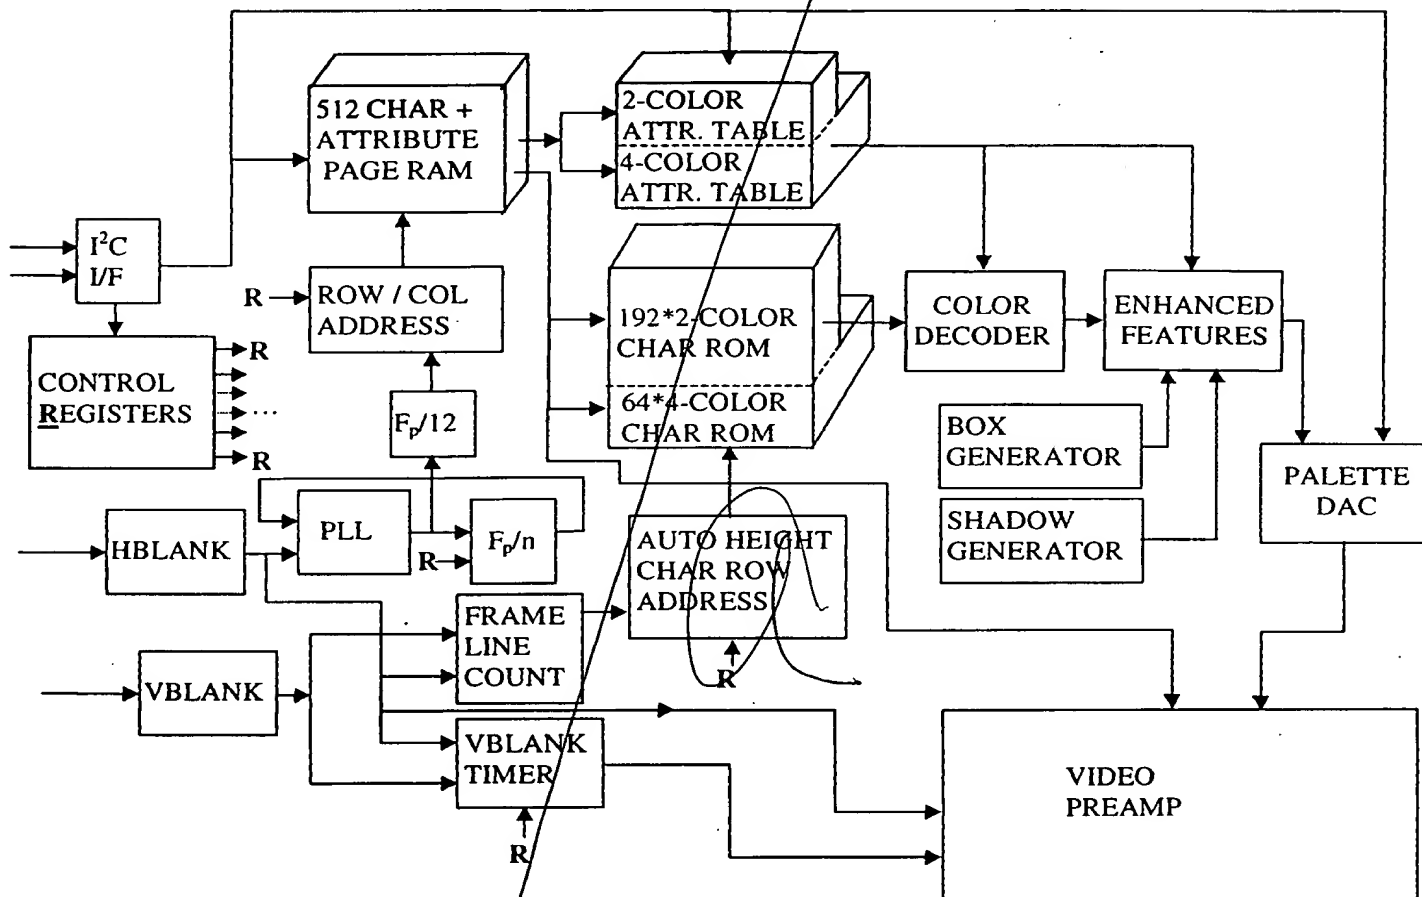 512 CHAR +
ATTRIBUTE
PAGE RAM
2-COLOR
ATTR. TABLE
4-COLOR
ATTR. TABLE
I²C
I/F
R
ROW / COL
ADDRESS
192*2-COLOR
CHAR ROM
64*4-COLOR
CHAR ROM
COLOR
DECODER
ENHANCED
FEATURES
CONTROL
REGISTERS
R
...
R
Fp/12
BOX
GENERATOR
PALETTE
DAC
HBLANK
PLL
R
Fp/n
AUTO HEIGHT
CHAR ROW
ADDRESS
R
SHADOW
GENERATOR
FRAME
LINE
COUNT
VBLANK
VBLANK
TIMER
R
VIDEO
PREAMP